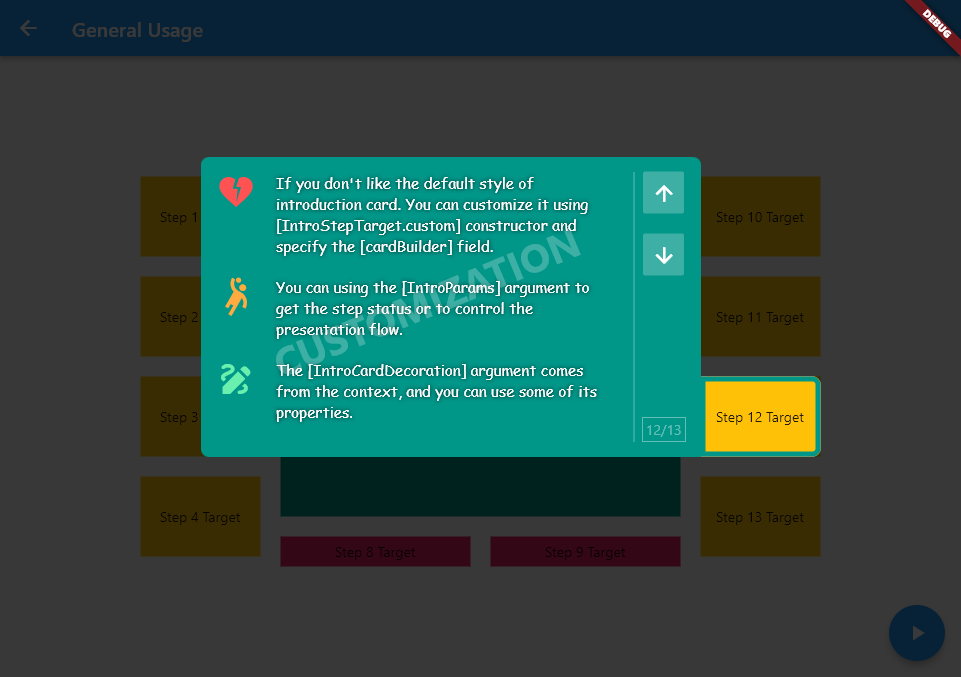 General Usage
DEBUG
If you don't like the default style of
introduction card. You can customize it using
[IntroStepTarget.custom] constructor and
specify the [cardBuilder] field.
You can using the [IntroParams] argument to
get the step status or to control the
presentation flow.
The [IntroCardDecoration] argument comes
from the context, and you can use some of its
properties.
CUSTOMIZATION
12/13
Step 1
Step 2
Step 3
Step 4 Target
Step 8 Target
Step 9 Target
Step 10 Target
Step 11 Target
Step 12 Target
Step 13 Target